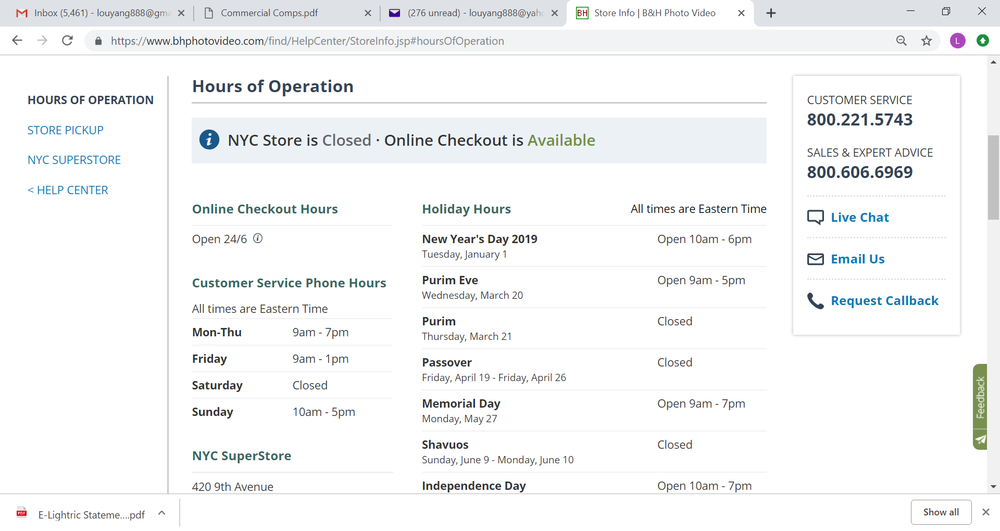 Inbox (5,461) - louyang888@gma
Commercial Comps.pdf
(276 unread) - louyang888@yaho
BH Store Info | B&H Photo Video
https://www.bhphotovideo.com/find/HelpCenter/StoreInfo.jsp#hoursOfOperation
L
HOURS OF OPERATION
STORE PICKUP
NYC SUPERSTORE
< HELP CENTER
Hours of Operation
i NYC Store is Closed · Online Checkout is Available
Online Checkout Hours
Open 24/6 i
Customer Service Phone Hours
All times are Eastern Time
Mon-Thu 9am - 7pm
Friday 9am - 1pm
Saturday Closed
Sunday 10am - 5pm
NYC SuperStore
420 9th Avenue
Holiday Hours All times are Eastern Time
New Year's Day 2019 Open 10am - 6pm
Tuesday, January 1
Purim Eve Open 9am - 5pm
Wednesday, March 20
Purim Closed
Thursday, March 21
Passover Closed
Friday, April 19 - Friday, April 26
Memorial Day Open 9am - 7pm
Monday, May 27
Shavuos Closed
Sunday, June 9 - Monday, June 10
Independence Day Open 10am - 7pm
CUSTOMER SERVICE
800.221.5743
SALES & EXPERT ADVICE
800.606.6969
Live Chat
Email Us
Request Callback
Feedback
PDF E-Lightric Stateme....pdf
Show all